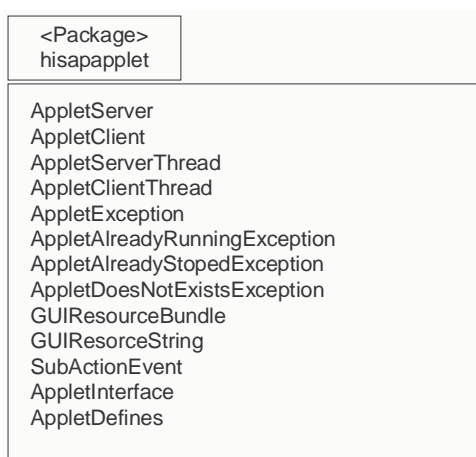 <Package>
hisapapplet
AppletServer
AppletClient
AppletServerThread
AppletClientThread
AppletException
AppletAlreadyRunningException
AppletAlreadyStopedException
AppletDoesNotExistsException
GUIResourceBundle
GUIResorceString
SubActionEvent
AppletInterface
AppletDefines